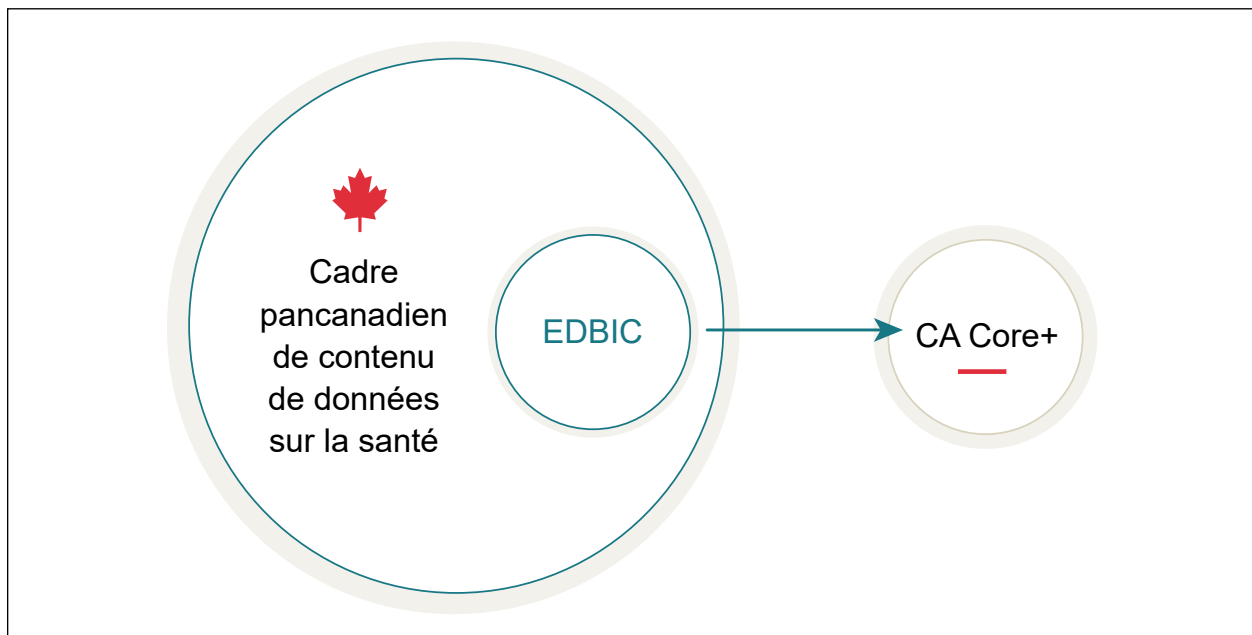 Cadre
pancanadien
de contenu
de données
sur la santé
EDBIC
CA Core+